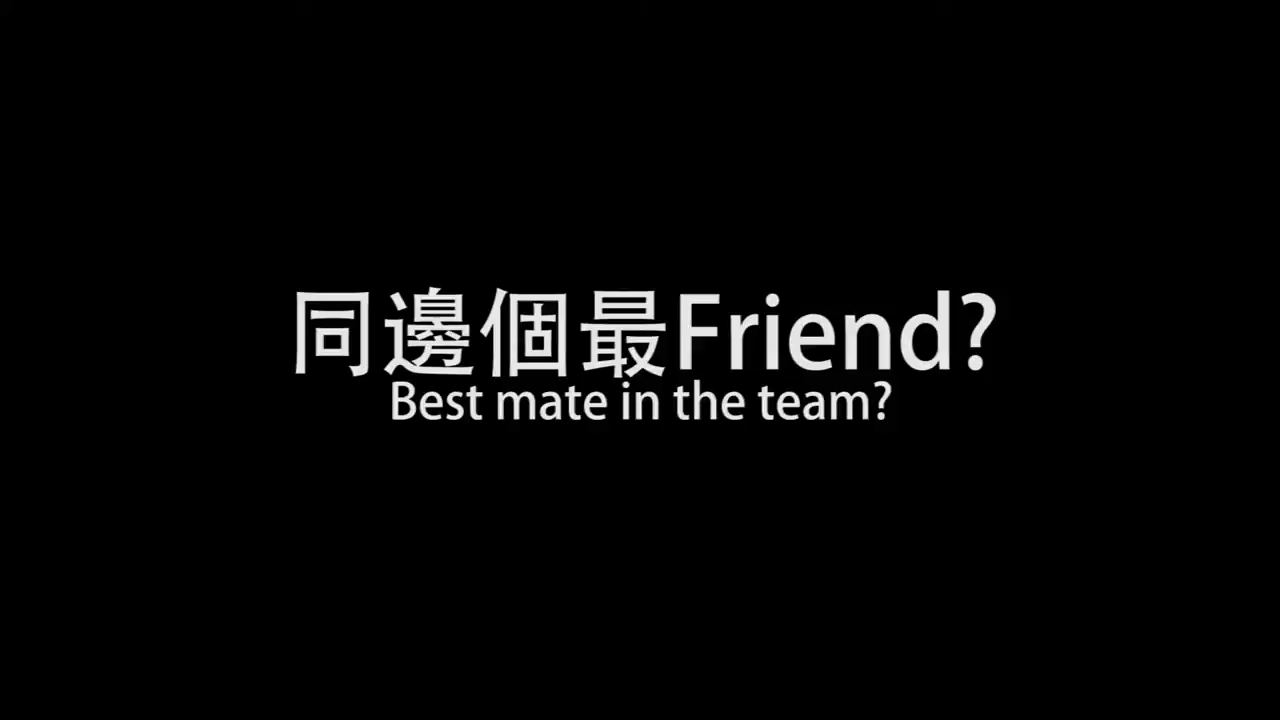 同邊個最Friend?
Best mate in the team?